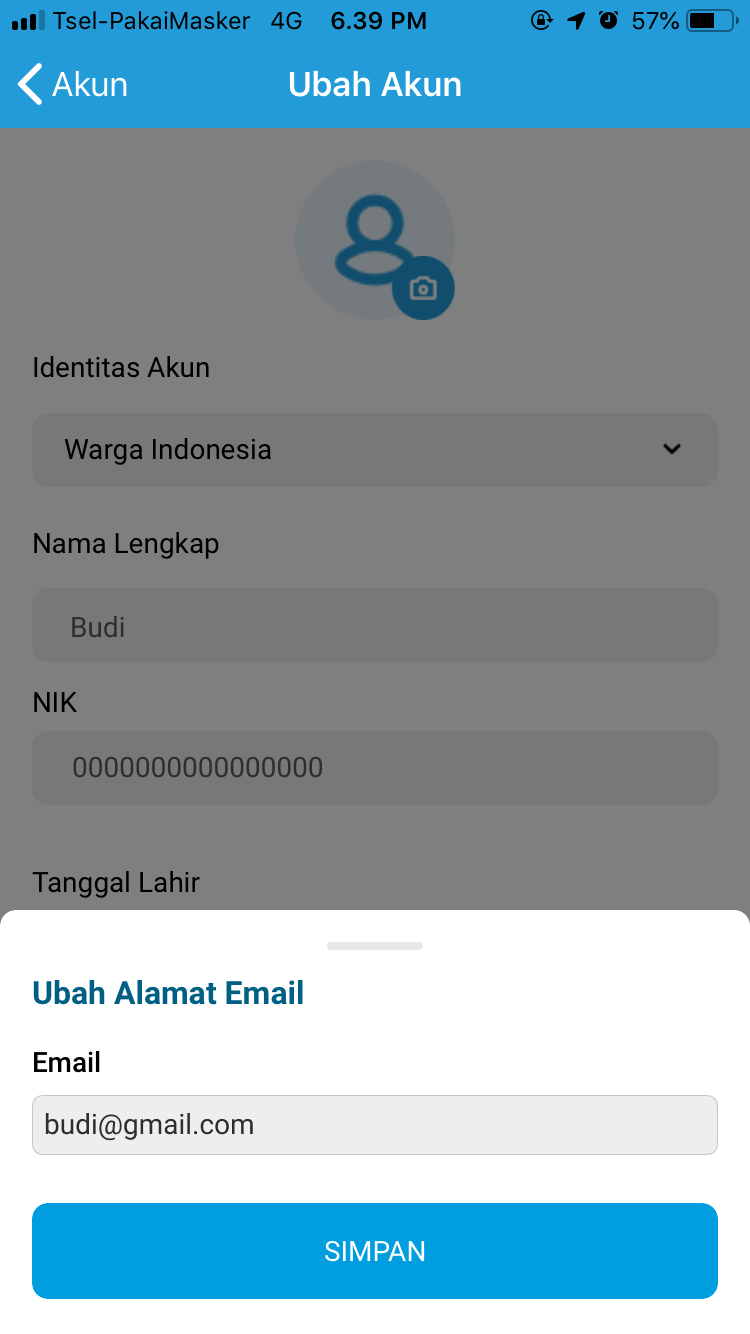 Tsel-PakaiMasker 4G 6.39 PM 57%
Akun Ubah Akun
Identitas Akun
Warga Indonesia
Nama Lengkap
Budi
NIK
0000000000000000
Tanggal Lahir
Ubah Alamat Email
Email
budi@gmail.com
SIMPAN